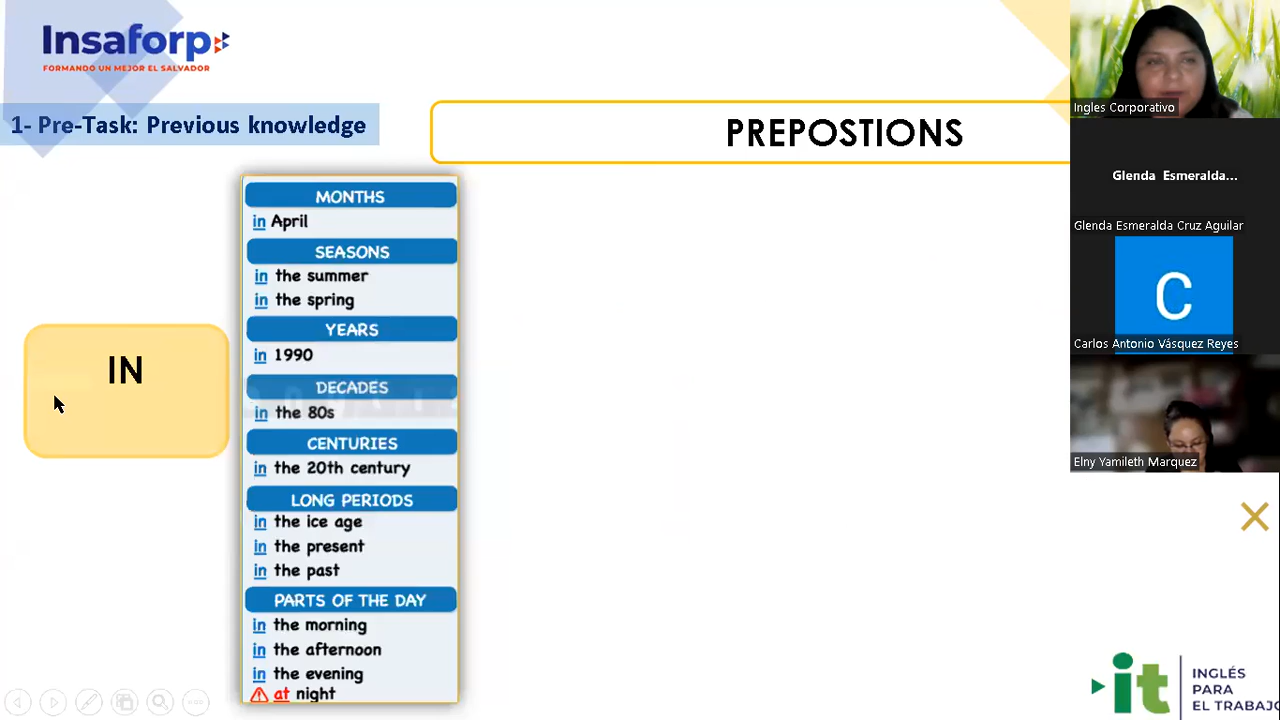 Insaforp
FORMANDO UN MEJOR EL SALVADOR
1- Pre-Task: Previous knowledge
PREPOSTIONS
IN
MONTHS
in April
SEASONS
in the summer
in the spring
YEARS
in 1990
DECADES
in the 80s
CENTURIES
in the 20th century
LONG PERIODS
in the ice age
in the present
in the past
PARTS OF THE DAY
in the morning
in the afternoon
in the evening
at night
Ingles Corporativo
Glenda Esmeralda...
Glenda Esmeralda Cruz Aguilar
C
Carlos Antonio Vásquez Reyes
Elny Yamileth Marquez
it
INGLÉS
PARA
EL TRABAJO